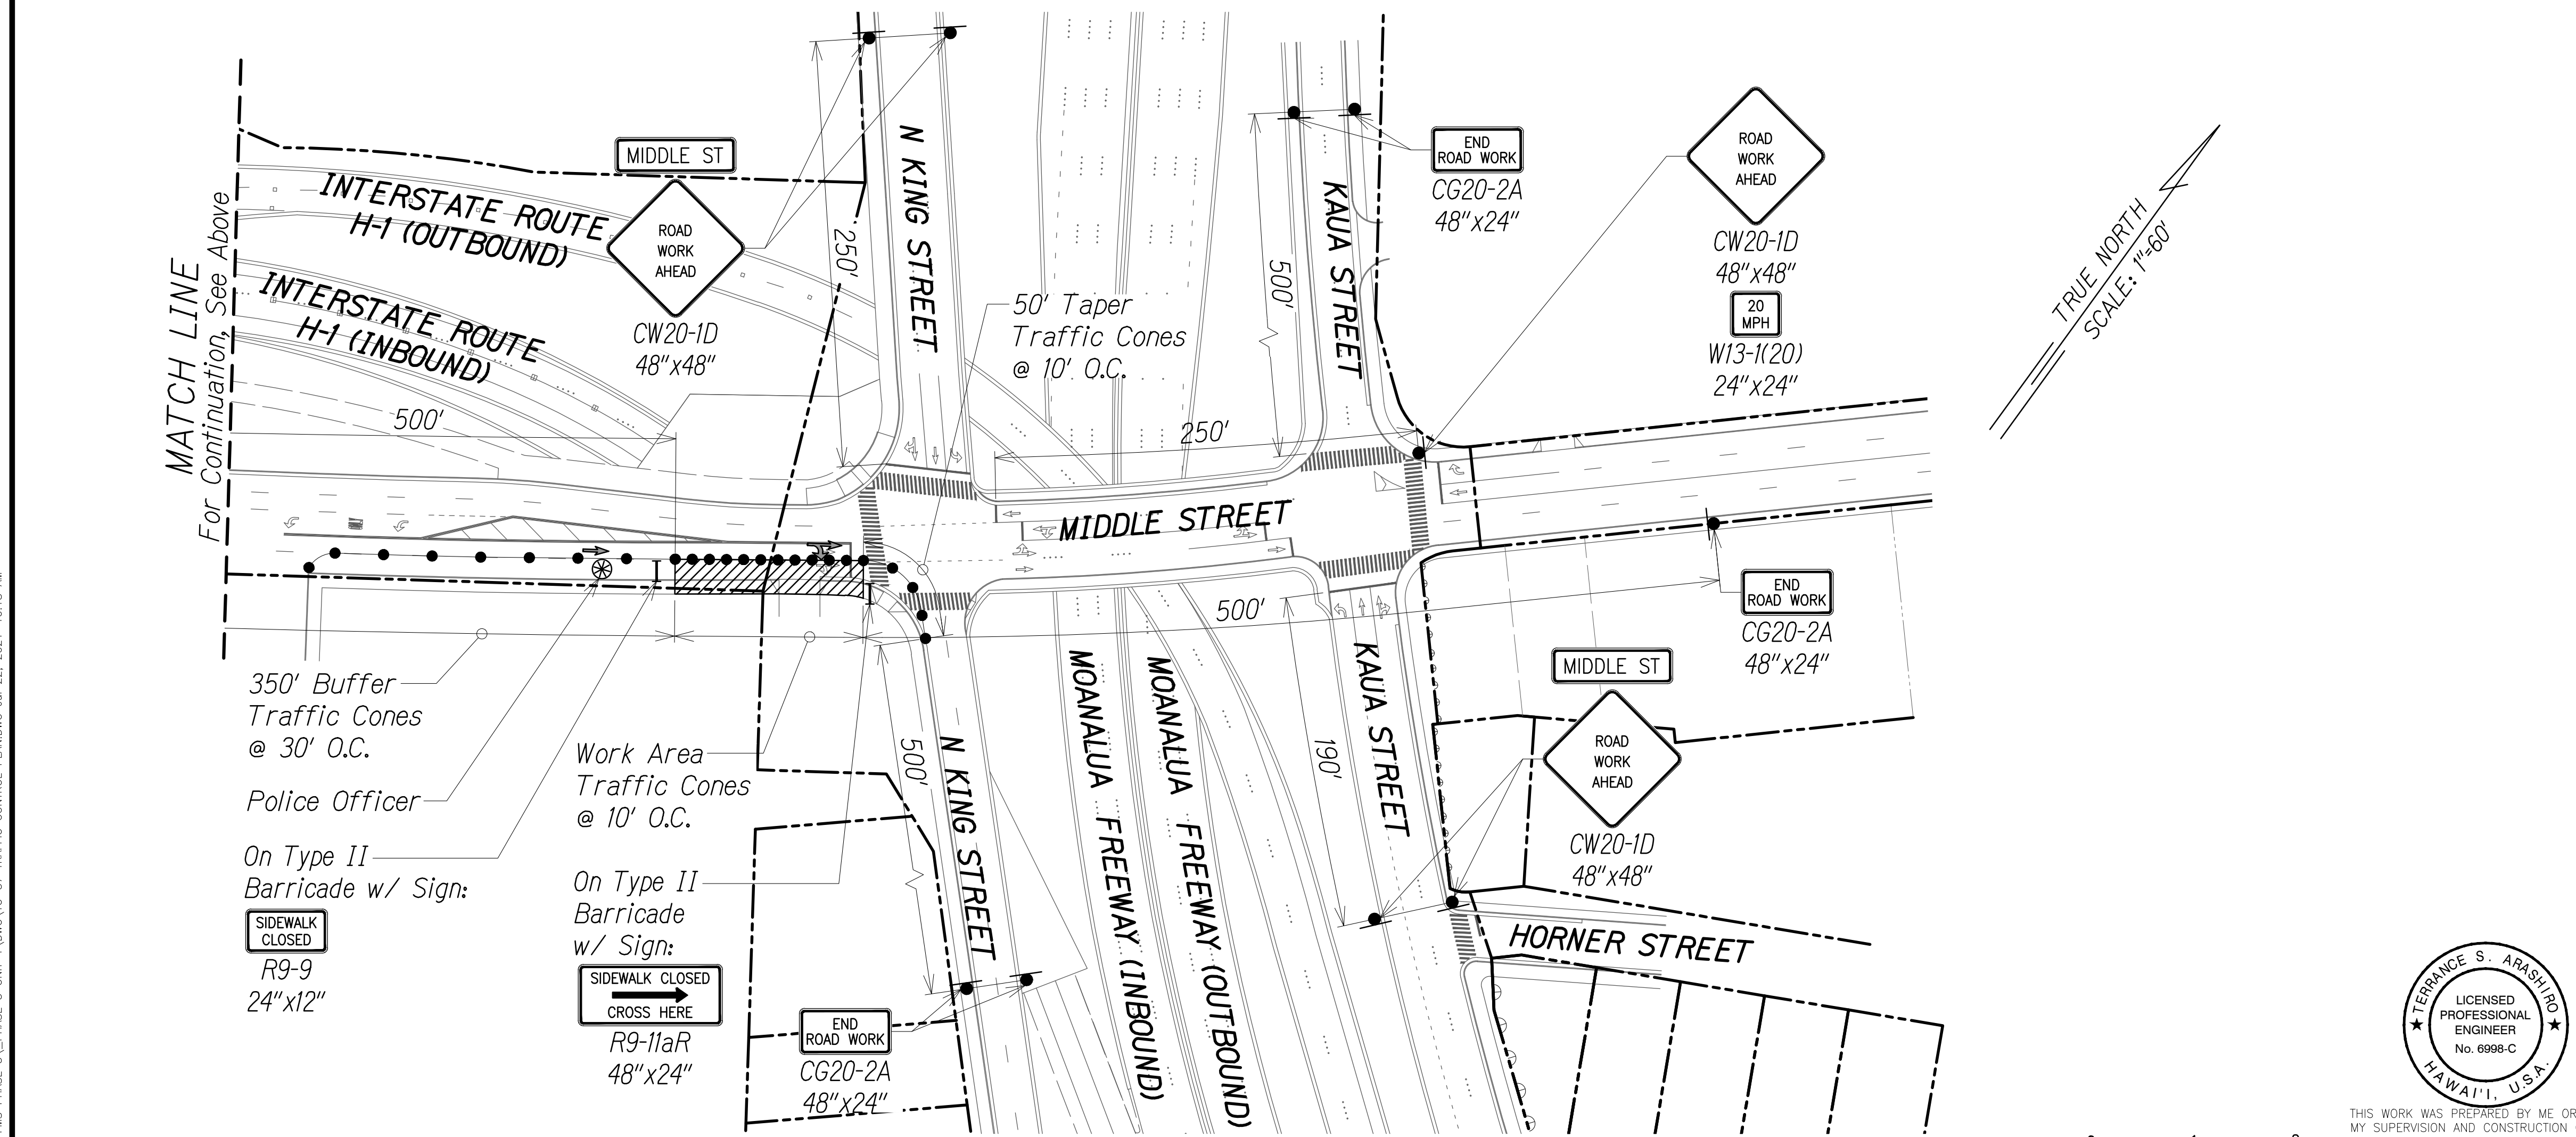 MATCH LINE
For Continuation, See Above
INTERSTATE ROUTE
H-1 (OUTBOUND)
INTERSTATE ROUTE
H-1 (INBOUND)
500'
MIDDLE ST
ROAD
WORK
AHEAD
CW20-1D
48"x48"
250'
N KING STREET
50' Taper
Traffic Cones
@ 10' O.C.
500'
KAUA STREET
END
ROAD WORK
CG20-2A
48"x24"
ROAD
WORK
AHEAD
CW20-1D
48"x48"
20
MPH
W13-1(20)
24"x24"
TRUE NORTH
SCALE: 1"=60'
250'
MIDDLE STREET
500'
END
ROAD WORK
CG20-2A
48"x24"
350' Buffer
Traffic Cones
@ 30' O.C.
Police Officer
On Type II
Barricade w/ Sign:
SIDEWALK
CLOSED
R9-9
24"x12"
Work Area
Traffic Cones
@ 10' O.C.
On Type II
Barricade
w/ Sign:
SIDEWALK CLOSED
CROSS HERE
R9-11aR
48"x24"
500'
N KING STREET
END
ROAD WORK
CG20-2A
48"x24"
MOANALUA FREEWAY (INBOUND)
MOANALUA FREEWAY (OUTBOUND)
190'
KAUA STREET
MIDDLE ST
ROAD
WORK
AHEAD
CW20-1D
48"x48"
HORNER STREET
TERRANCE S. ARASHIRO
LICENSED
PROFESSIONAL
ENGINEER
No. 6998-C
HAWAI'I, U.S.A.
THIS WORK WAS PREPARED BY ME OR
MY SUPERVISION AND CONSTRUCTION